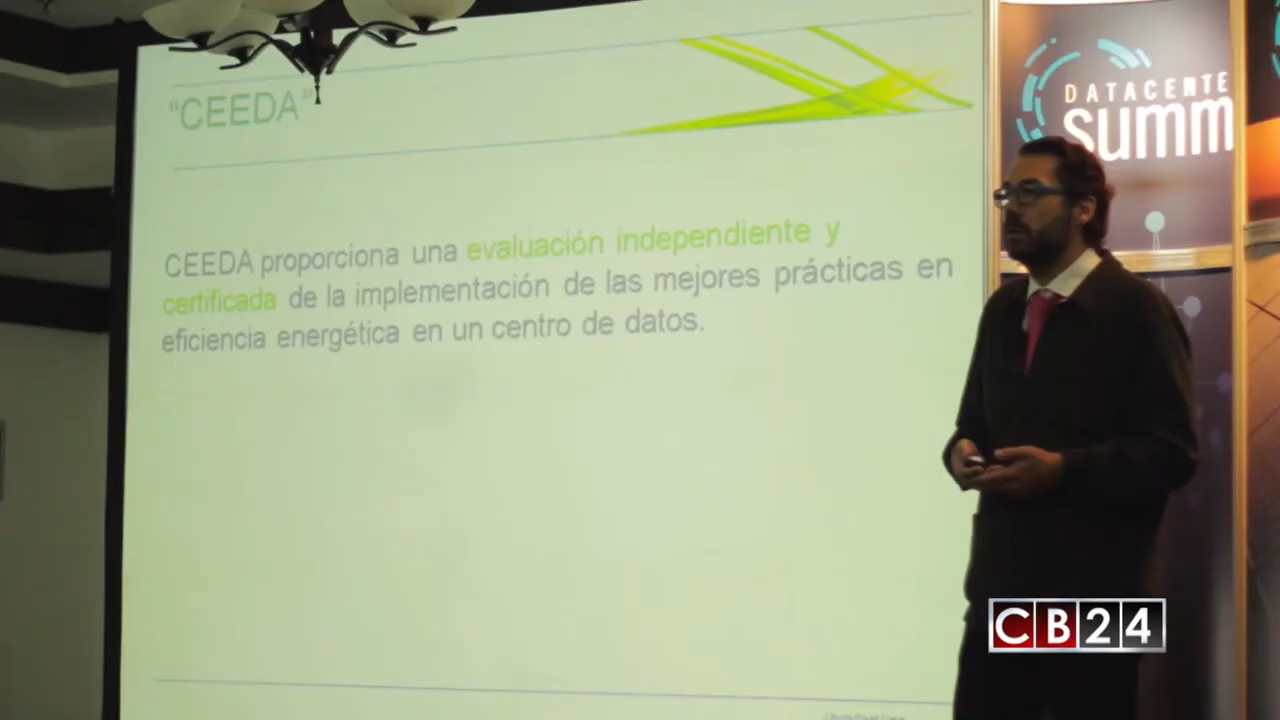 "CEEDA"
CEEDA proporciona una evaluación independiente y
certificada de la implementación de las mejores prácticas en
eficiencia energética en un centro de datos.
DATACENTE
summ
CB24